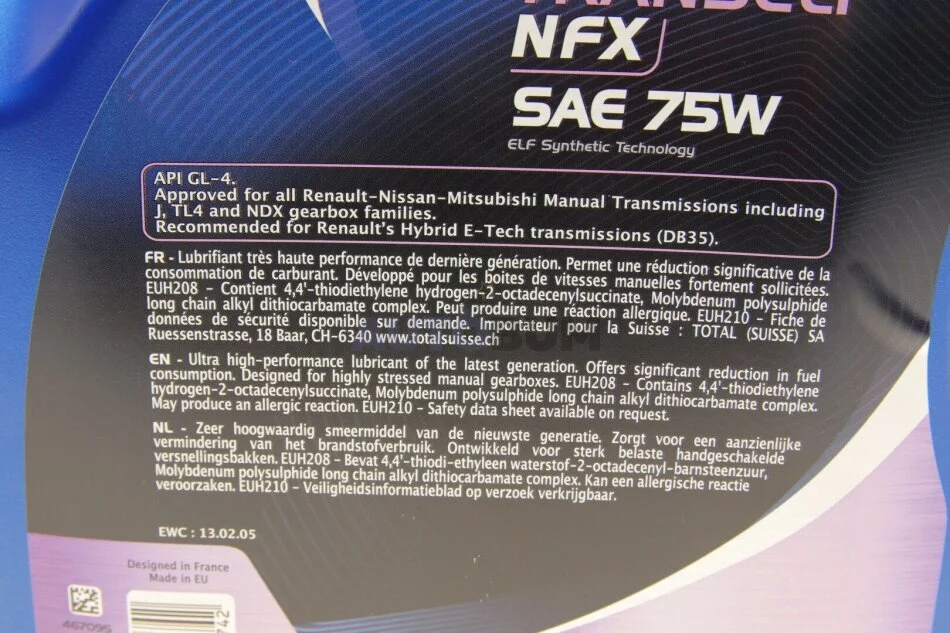 NFX
SAE 75W
ELF Synthetic Technology
API GL-4.
Approved for all Renault-Nissan-Mitsubishi Manual Transmissions including
J, TL4 and NDX gearbox families.
Recommended for Renault's Hybrid E-Tech transmissions (DB35).
FR - Lubrifiant très haute performance de dernière génération. Permet une réduction significative de la
consommation de carburant. Développé pour les boites de vitesses manuelles fortement sollicitées.
EUH208 - Contient 4,4'-thiodiethylene hydrogen-2-octadecenylsuccinate, Molybdenum polysulphide
long chain alkyl dithiocarbamate complex. Peut produire une réaction allergique. EUH210 - Fiche de
données de sécurité disponible sur demande. Importateur pour la Suisse : TOTAL (SUISSE) SA
Ruessenstrasse, 18 Baar, CH-6340 www.totalsuisse.ch
EN - Ultra high-performance lubricant of the latest generation. Offers significant reduction in fuel
consumption. Designed for highly stressed manual gearboxes. EUH208 - Contains 4,4'-thiodiethylene
hydrogen-2-octadecenylsuccinate, Molybdenum polysulphide long chain alkyl dithiocarbamate complex.
May produce an allergic reaction. EUH210 - Safety data sheet available on request.
NL - Zeer hoogwaardig smeermiddel van de nieuwste generatie. Zorgt voor een aanzienlijke
vermindering van het brandstofverbruik. Ontwikkeld voor sterk belaste handgeschakelde
versnellingsbakken. EUH208 - Bevat 4,4'-thiodi-ethyleen waterstof-2-octadecenyl-barnsteenzuur,
Molybdenum polysulphide long chain alkyl dithiocarbamate complex. Kan een allergische reactie
veroorzaken. EUH210 - Veiligheidsinformatieblad op verzoek verkrijgbaar.
EWC : 13.02.05
Designed in France
Made in EU
467095
742